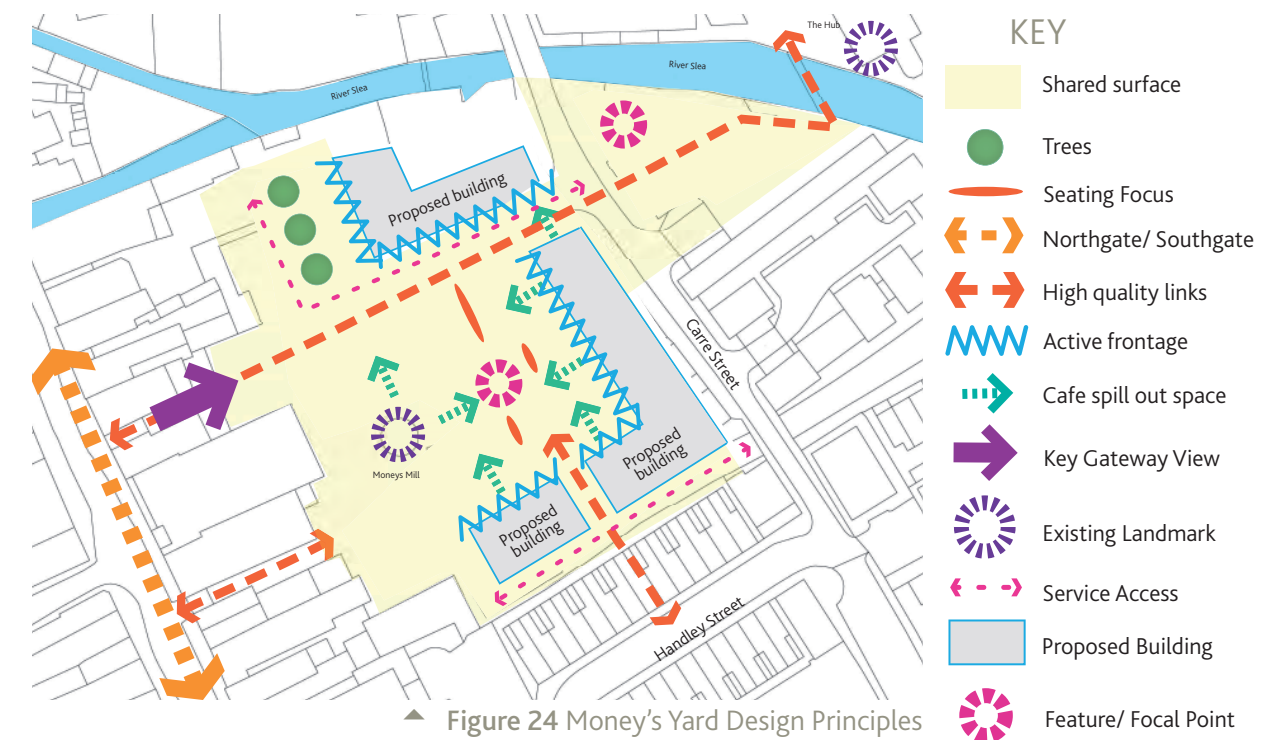 The Hub
River Slea
River Slea
Proposed building
Carre Street
Moneys Mill
Proposed
building
Proposed
building
Handley Street
KEY
Shared surface
Trees
Seating Focus
Northgate/ Southgate
High quality links
Active frontage
Cafe spill out space
Key Gateway View
Existing Landmark
Service Access
Proposed Building
Feature/ Focal Point
Figure 24 Money's Yard Design Principles